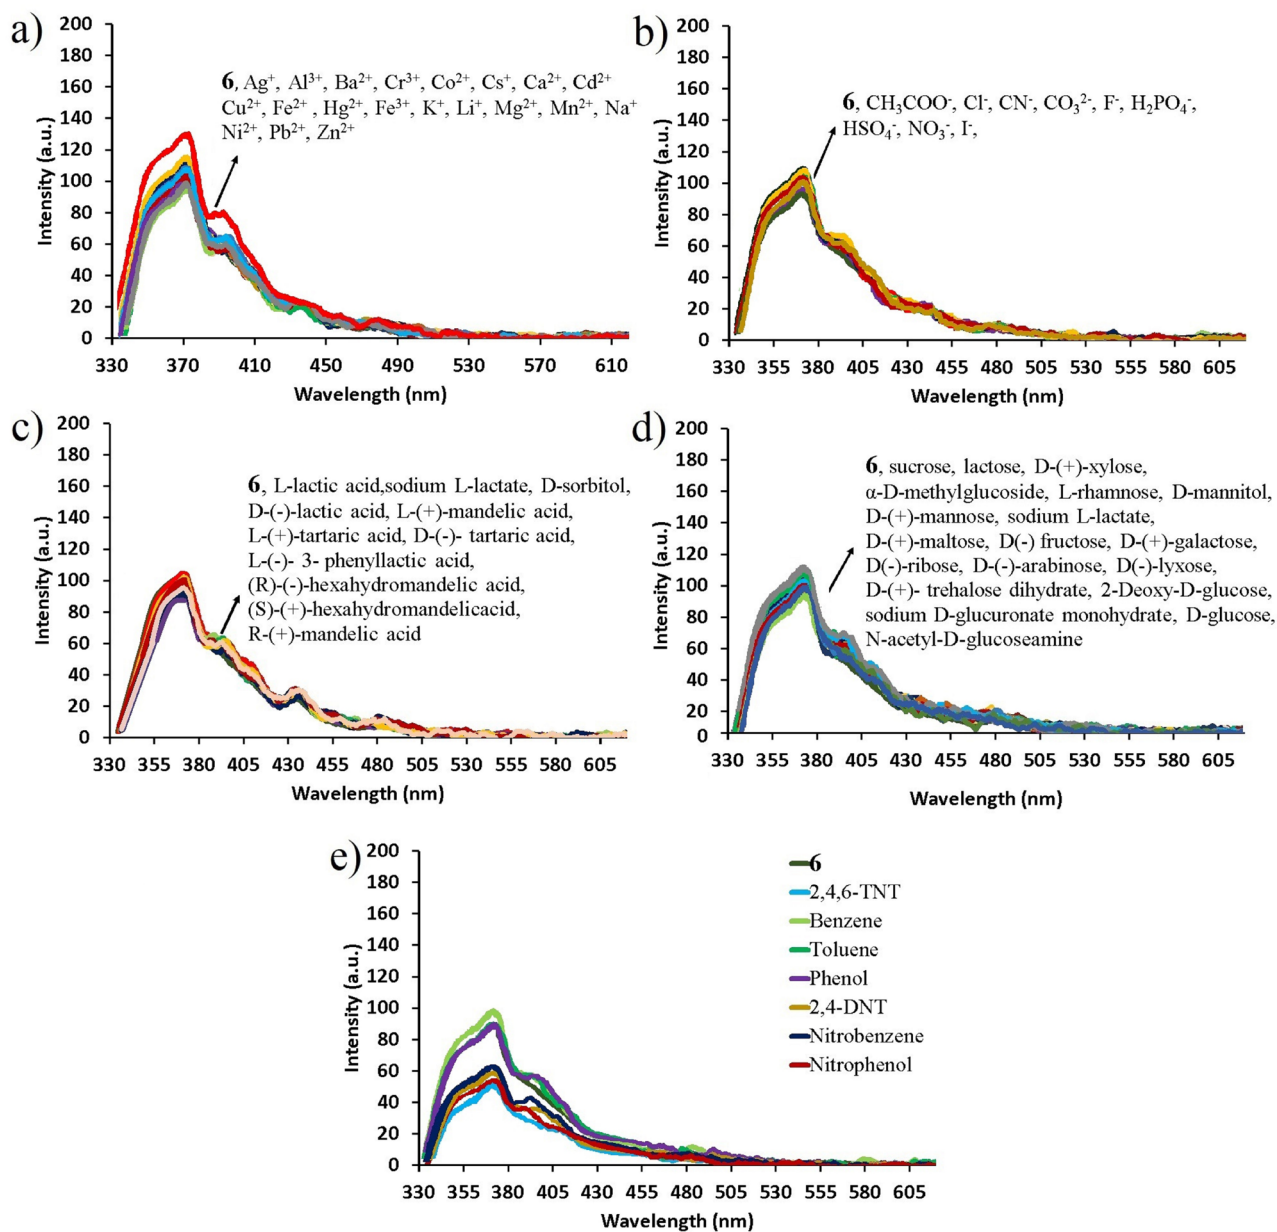 a)
200
180
160
140
120
100
80
60
40
20
0
Intensity (a.u.)
6, Ag⁺, Al³⁺, Ba²⁺, Cr³⁺, Co²⁺, Cs⁺, Ca²⁺, Cd²⁺
Cu²⁺, Fe²⁺ , Hg²⁺, Fe³⁺, K⁺, Li⁺, Mg²⁺, Mn²⁺, Na⁺
Ni²⁺, Pb²⁺, Zn²⁺
330 370 410 450 490 530 570 610
Wavelength (nm)
b)
200
180
160
140
120
100
80
60
40
20
0
Intensity (a.u.)
6, CH₃COO⁻, Cl⁻, CN⁻, CO₃²⁻, F⁻, H₂PO₄⁻,
HSO₄⁻, NO₃⁻, I⁻,
330 355 380 405 430 455 480 505 530 555 580 605
Wavelength (nm)
c)
200
180
160
140
120
100
80
60
40
20
0
Intensity (a.u.)
6, L-lactic acid,sodium L-lactate, D-sorbitol,
D-(-)-lactic acid, L-(+)-mandelic acid,
L-(+)-tartaric acid, D-(-)- tartaric acid,
L-(-)- 3- phenyllactic acid,
(R)-(-)-hexahydromandelic acid,
(S)-(+)-hexahydromandelicacid,
R-(+)-mandelic acid
330 355 380 405 430 455 480 505 530 555 580 605
Wavelength (nm)
d)
200
180
160
140
120
100
80
60
40
20
0
Intensity (a.u.)
6, sucrose, lactose, D-(+)-xylose,
α-D-methylglucoside, L-rhamnose, D-mannitol,
D-(+)-mannose, sodium L-lactate,
D-(+)-maltose, D(-) fructose, D-(+)-galactose,
D(-)-ribose, D-(-)-arabinose, D(-)-lyxose,
D-(+)- trehalose dihydrate, 2-Deoxy-D-glucose,
sodium D-glucuronate monohydrate, D-glucose,
N-acetyl-D-glucoseamine
330 355 380 405 430 455 480 505 530 555 580 605
Wavelength (nm)
e)
200
180
160
140
120
100
80
60
40
20
0
Intensity (a.u.)
6
2,4,6-TNT
Benzene
Toluene
Phenol
2,4-DNT
Nitrobenzene
Nitrophenol
330 355 380 405 430 455 480 505 530 555 580 605
Wavelength (nm)